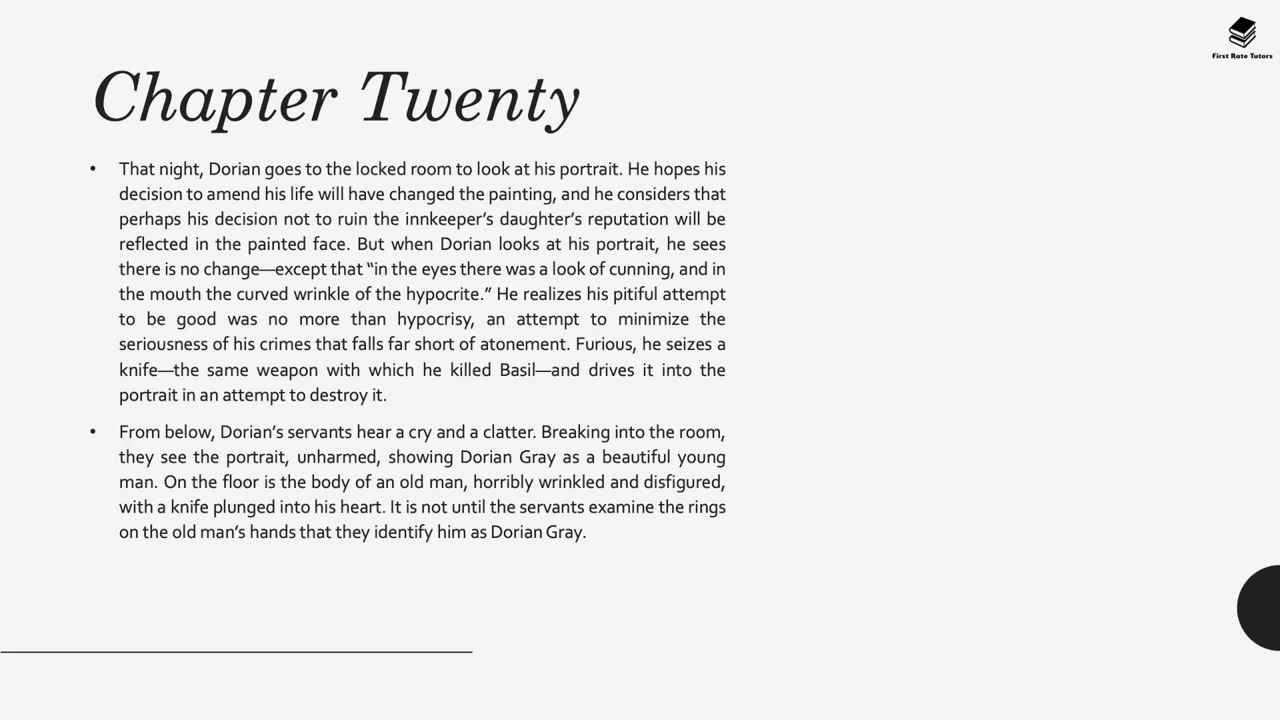 First Rate Tutors
Chapter Twenty
• That night, Dorian goes to the locked room to look at his portrait. He hopes his
decision to amend his life will have changed the painting, and he considers that
perhaps his decision not to ruin the innkeeper’s daughter’s reputation will be
reflected in the painted face. But when Dorian looks at his portrait, he sees
there is no change—except that “in the eyes there was a look of cunning, and in
the mouth the curved wrinkle of the hypocrite.” He realizes his pitiful attempt
to be good was no more than hypocrisy, an attempt to minimize the
seriousness of his crimes that falls far short of atonement. Furious, he seizes a
knife—the same weapon with which he killed Basil—and drives it into the
portrait in an attempt to destroy it.
• From below, Dorian’s servants hear a cry and a clatter. Breaking into the room,
they see the portrait, unharmed, showing Dorian Gray as a beautiful young
man. On the floor is the body of an old man, horribly wrinkled and disfigured,
with a knife plunged into his heart. It is not until the servants examine the rings
on the old man’s hands that they identify him as Dorian Gray.